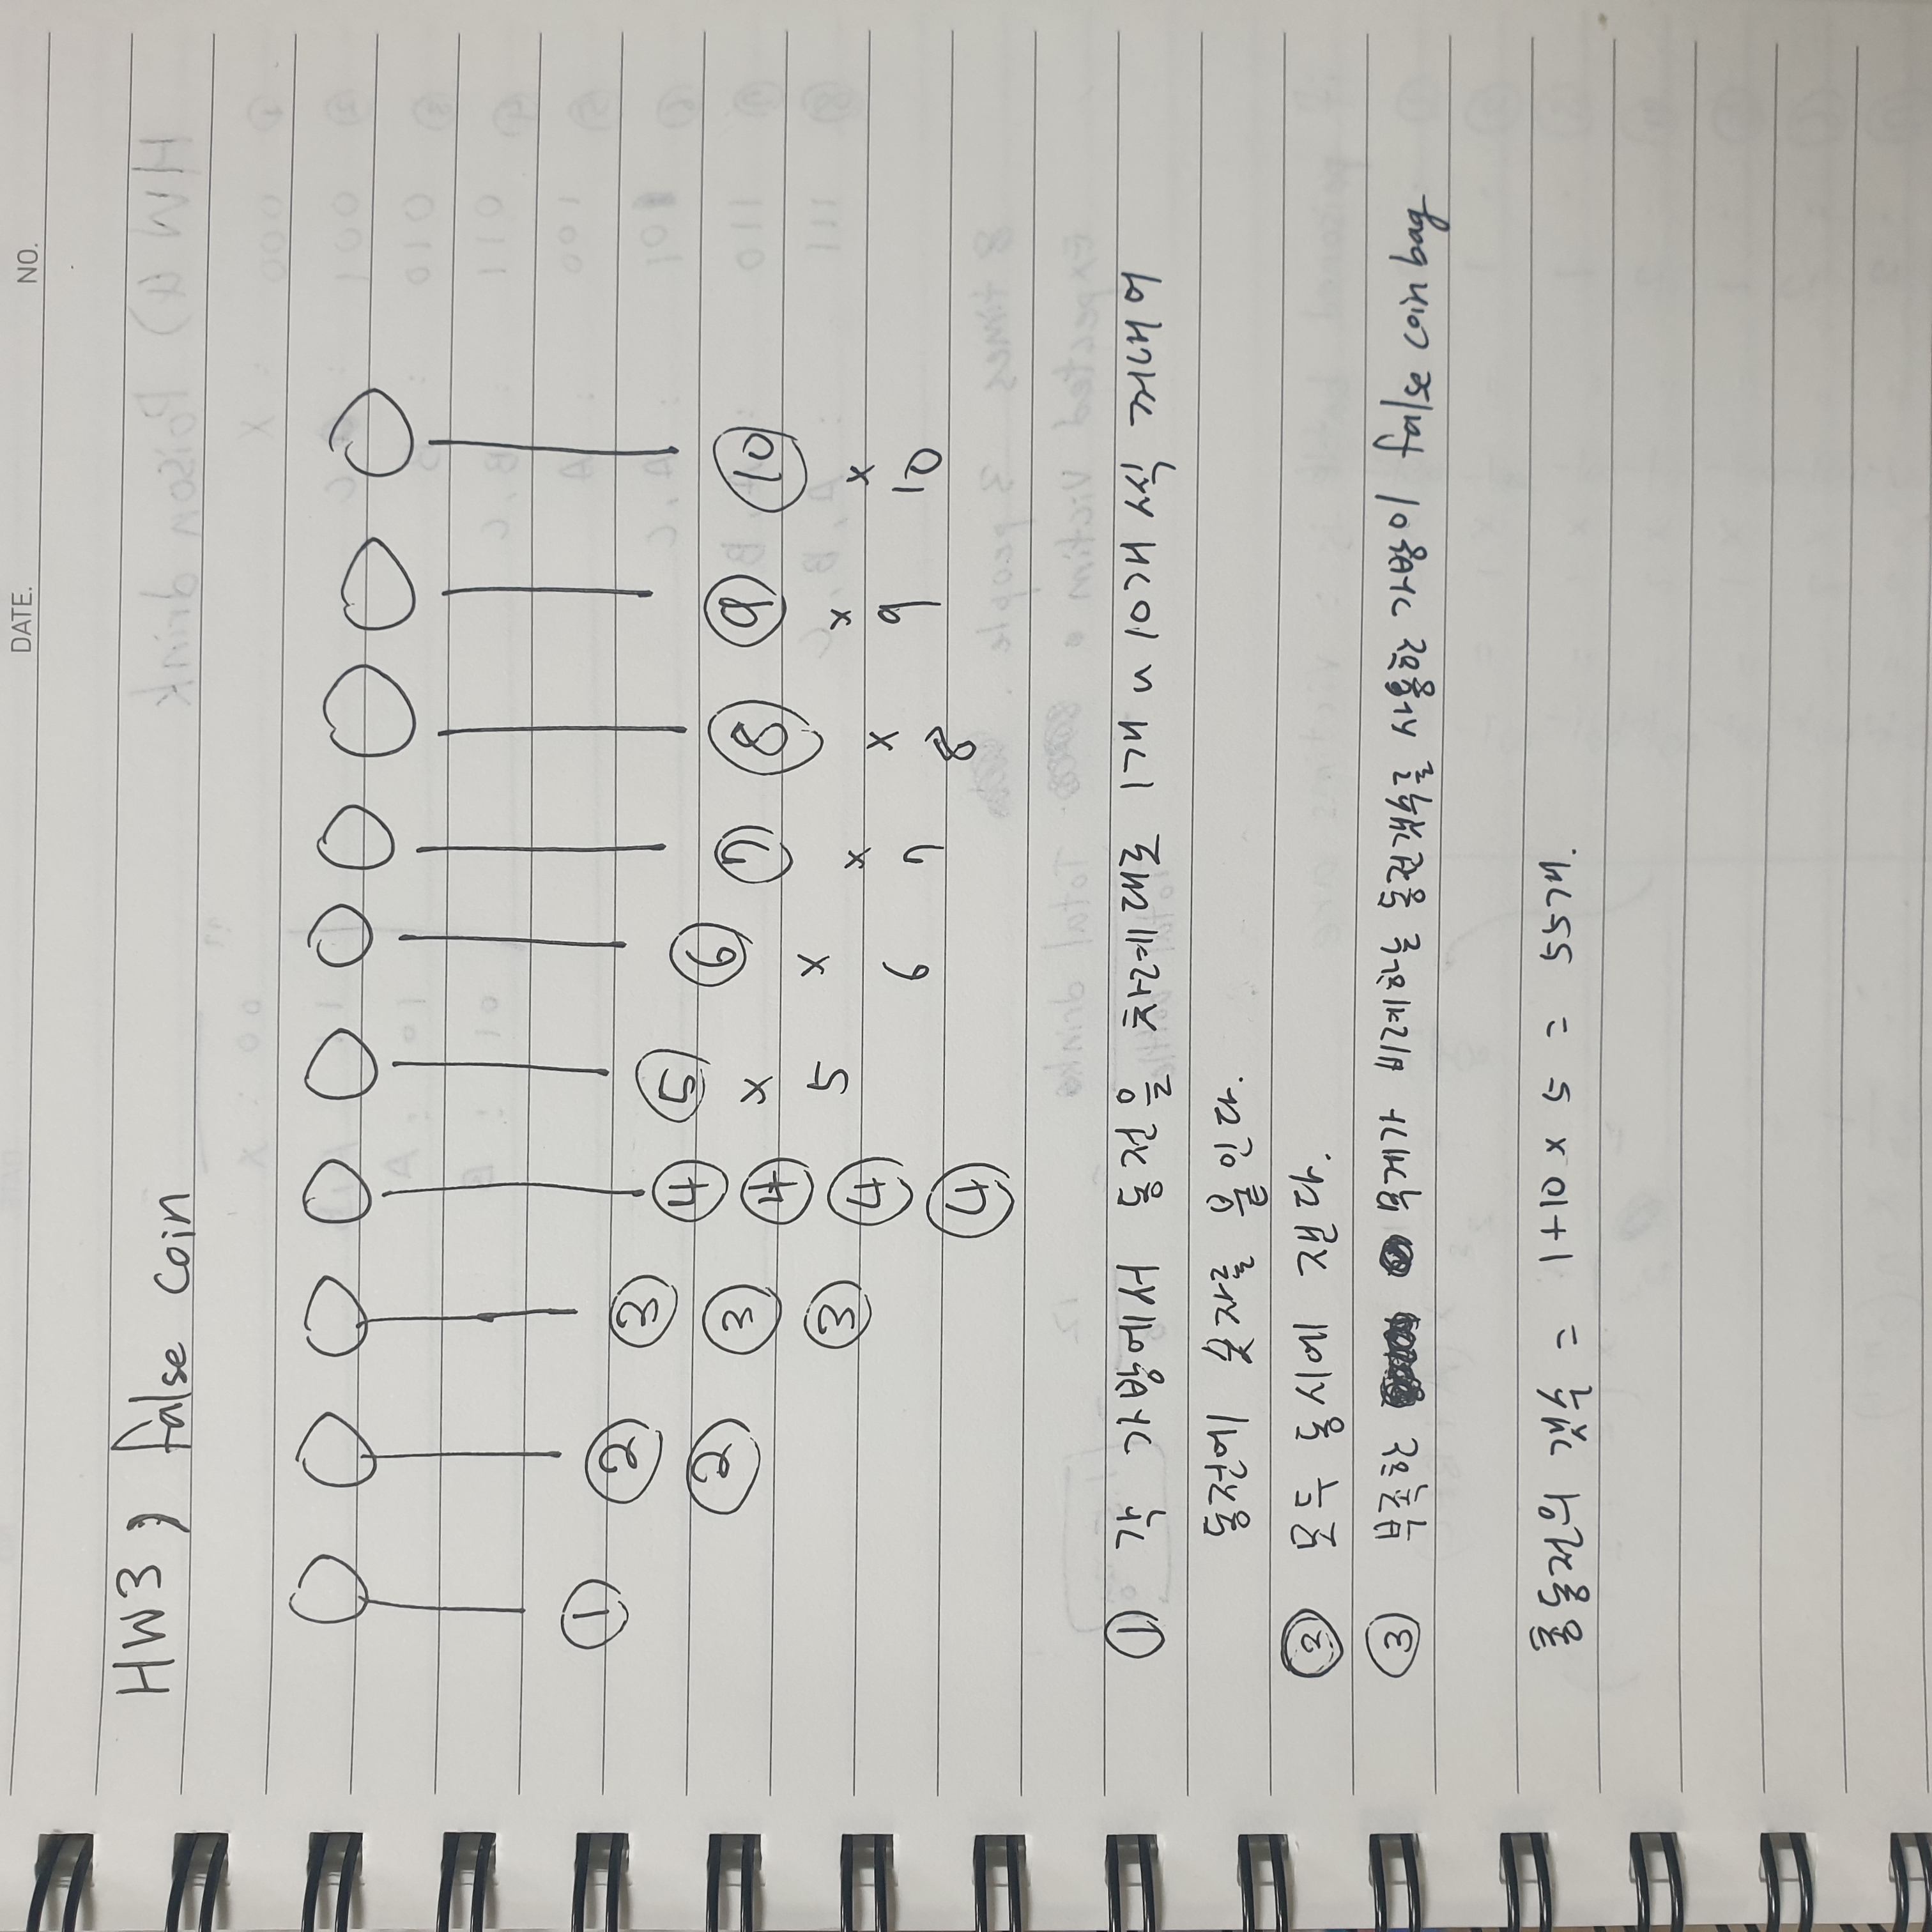 DATE.
NO.
HW3) false coin
① ② ③ ④ ⑤ ⑥ ⑦ ⑧ ⑨ ⑩
② ③ ④ x x x x x x
③ ④ 5 6 7 8 9 10
④
① 각 가방에서 동전을 차례대로 1개 ~ 10개 씩 꺼내어
동전에 숫자를 붙인다.
② 모두 동시에 잰다.
③ 부족한 무게가 비례하는 동전갯수를 사용한 가방이 false coin bag
총 동전의 갯수 = 1+10 x 5 = 55개.